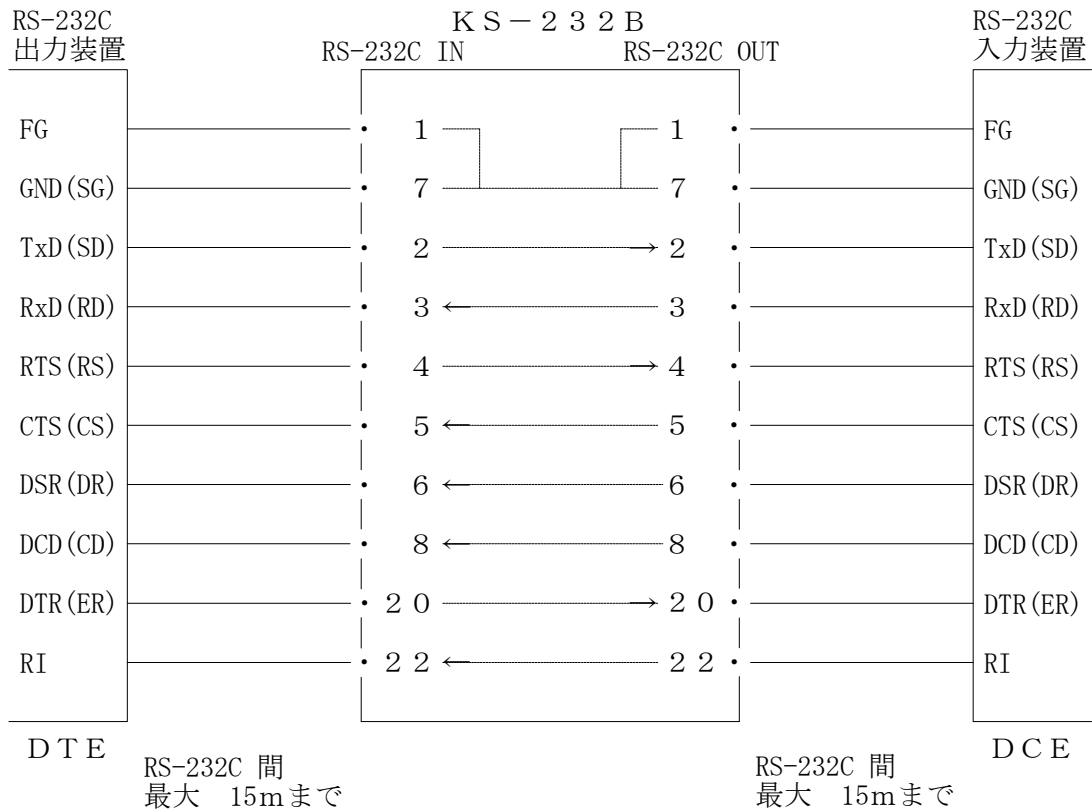 RS-232C
出力装置
KS-232B
RS-232C
入力装置
RS-232C IN
RS-232C OUT
FG 1 1 FG
GND(SG) 7 7 GND(SG)
TxD(SD) 2 → 2 TxD(SD)
RxD(RD) 3 ← 3 RxD(RD)
RTS(RS) 4 → 4 RTS(RS)
CTS(CS) 5 ← 5 CTS(CS)
DSR(DR) 6 ← 6 DSR(DR)
DCD(CD) 8 ← 8 DCD(CD)
DTR(ER) 20 → 20 DTR(ER)
RI 22 ← 22 RI
DTE
DCE
RS-232C 間
最大 15mまで
RS-232C 間
最大 15mまで